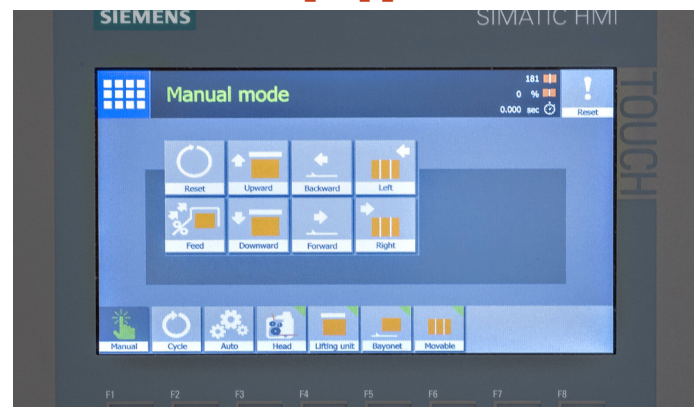 SIEMENS
SIMATIC HMI
TOUCH
Manual mode
181
0 %
0.000 sec
Reset
Reset
Upward
Backward
Left
Feed
Downward
Forward
Right
Manual
Cycle
Auto
Head
Lifting unit
Bayonet
Movable
F1
F2
F3
F4
F5
F6
F7
F8